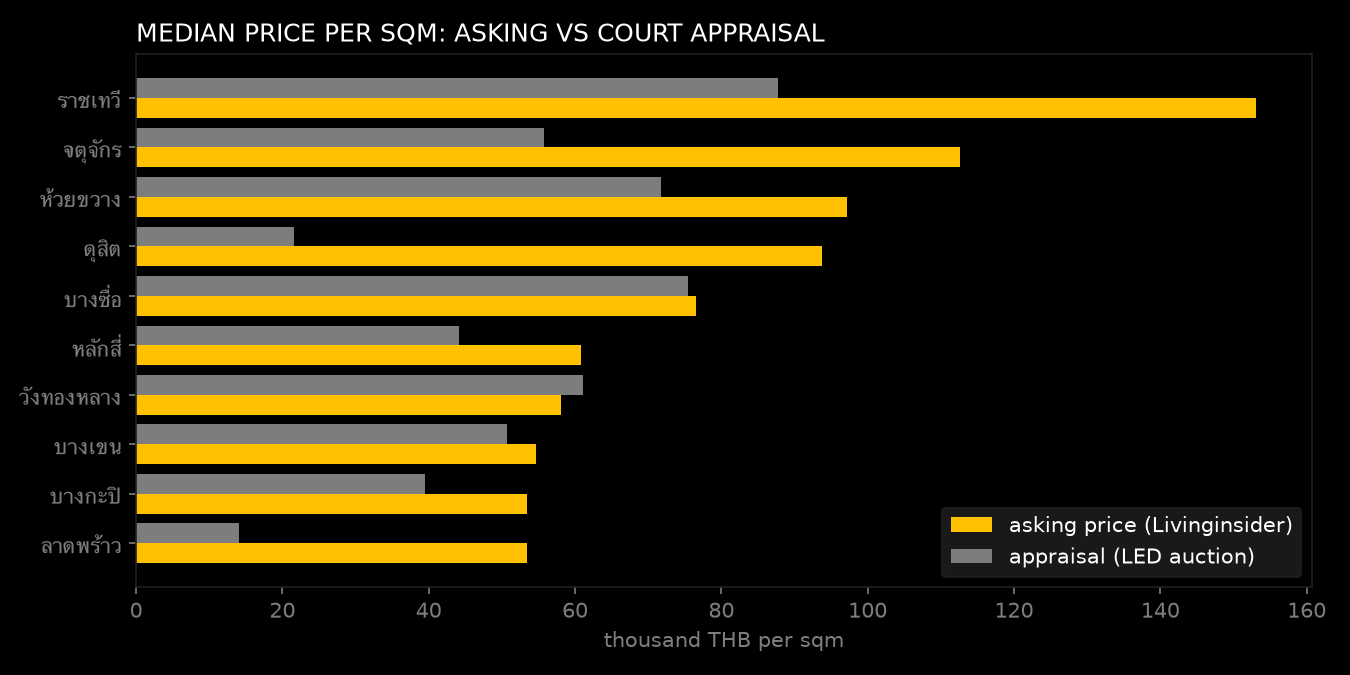 MEDIAN PRICE PER SQM: ASKING VS COURT APPRAISAL
ราชเทวี
จตุจักร
ห้วยขวาง
ดุสิต
บางซื่อ
หลักสี่
วังทองหลาง
บางเขน
บางกะปิ
ลาดพร้าว
asking price (Livinginsider)
appraisal (LED auction)
0 20 40 60 80 100 120 140 160
thousand THB per sqm